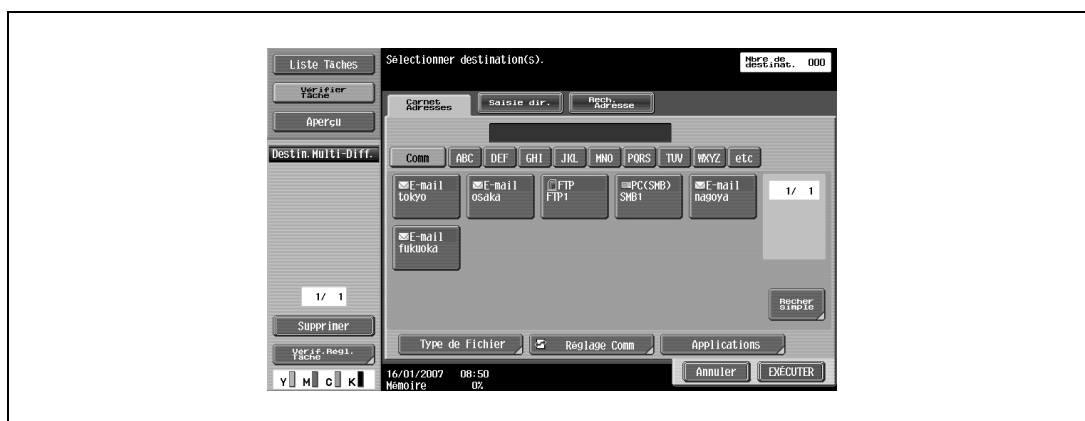 Liste Tâches
Vérifier
Tâche
Aperçu
Destin.Multi-Diff.
1/ 1
Supprimer
Vérif.Régl.
Tâche
Y M C K
Sélectionner destination(s).
Nbre de
destinat. 000
Carnet
Adresses
Saisie dir.
Rech.
Adresse
Comm ABC DEF GHI JKL MNO PQRS TUV WXYZ etc
E-mail
tokyo
E-mail
osaka
FTP
FTP1
PC(SMB)
SMB1
E-mail
nagoya
1/ 1
E-mail
fukuoka
Recher
simple
Type de Fichier
Réglage Comm
Applications
16/01/2007 08:50
Mémoire 0%
Annuler
EXÉCUTER